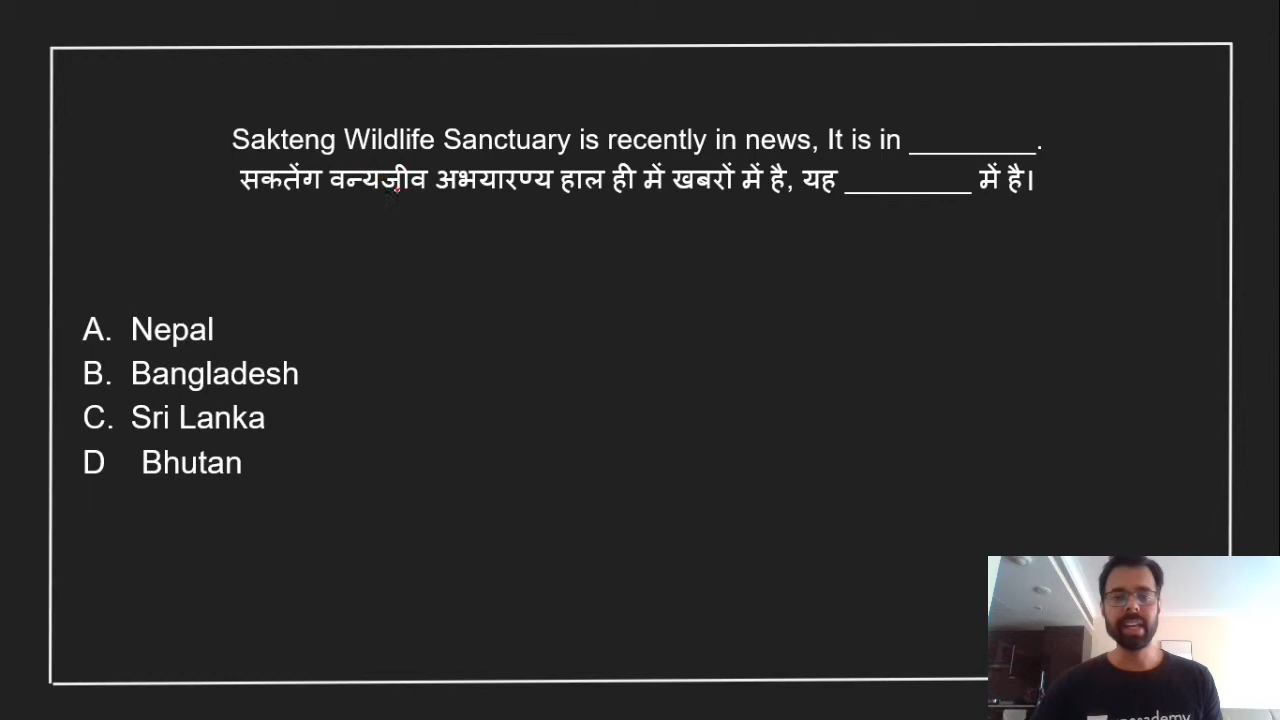 Sakteng Wildlife Sanctuary is recently in news, It is in ________.
सकतेंग वन्यजीव अभयारण्य हाल ही में खबरों में है, यह ________ में है।
A. Nepal
B. Bangladesh
C. Sri Lanka
D Bhutan